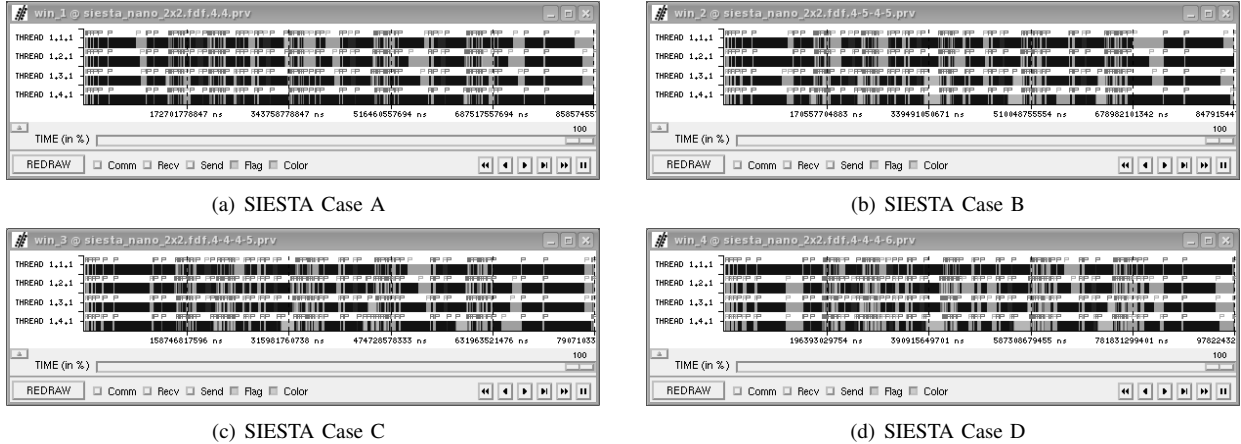 win_1 @ siesta_nano_2x2.fdf.4.4.prv
THREAD 1.1.1
THREAD 1.2.1
THREAD 1.3.1
THREAD 1.4.1
172701778847 ns 343758778847 ns 516460557694 ns 687517557694 ns 858574557
100
TIME (in %)
REDRAW Comm Recv Send Flag Color
(a) SIESTA Case A
win_2 @ siesta_nano_2x2.fdf.4-5-4-5.prv
THREAD 1.1.1
THREAD 1.2.1
THREAD 1.3.1
THREAD 1.4.1
170557704883 ns 339491050671 ns 510048755554 ns 678982101342 ns 847915447
100
TIME (in %)
REDRAW Comm Recv Send Flag Color
(b) SIESTA Case B
win_3 @ siesta_nano_2x2.fdf.4-4-4-5.prv
THREAD 1.1.1
THREAD 1.2.1
THREAD 1.3.1
THREAD 1.4.1
158746817596 ns 315981760738 ns 474728578333 ns 631963521476 ns 79071033
100
TIME (in %)
REDRAW Comm Recv Send Flag Color
(c) SIESTA Case C
win_4 @ siesta_nano_2x2.fdf.4-4-4-6.prv
THREAD 1.1.1
THREAD 1.2.1
THREAD 1.3.1
THREAD 1.4.1
196393029754 ns 390915649701 ns 587308679455 ns 781831299401 ns 97822432
100
TIME (in %)
REDRAW Comm Recv Send Flag Color
(d) SIESTA Case D